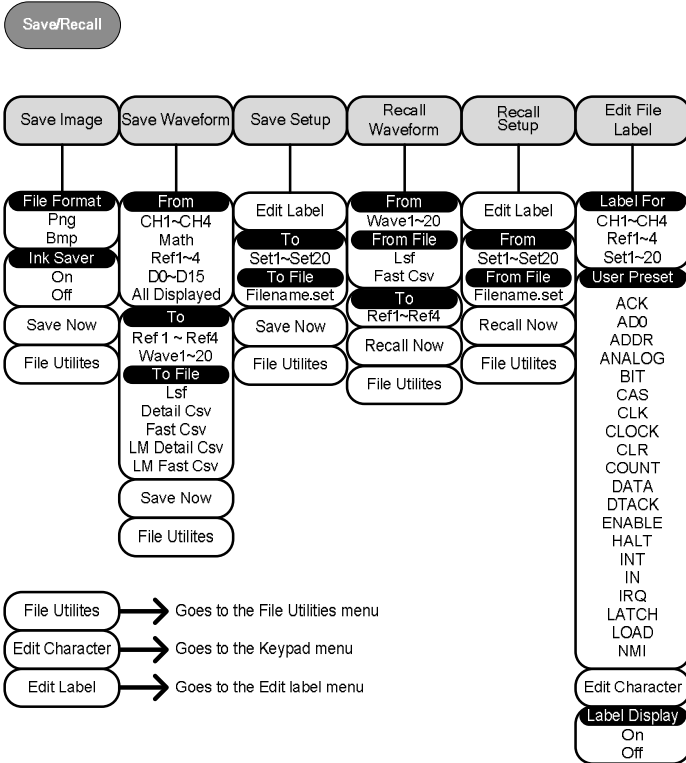 Save/Recall
Save Image
File Format
Png
Bmp
Ink Saver
On
Off
Save Now
File Utilites
Save Waveform
From
CH1~CH4
Math
Ref1~4
D0~D15
All Displayed
To
Ref 1 ~ Ref4
Wave1~20
To File
Lsf
Detail Csv
Fast Csv
LM Detail Csv
LM Fast Csv
Save Now
File Utilites
Save Setup
Edit Label
To
Set1~Set20
To File
Filename.set
Save Now
File Utilites
Recall
Waveform
From
Wave1~20
From File
Lsf
Fast Csv
To
Ref1~Ref4
Recall Now
File Utilites
Recall
Setup
Edit Label
From
Set1~Set20
From File
Filename.set
Recall Now
File Utilites
Edit File
Label
Label For
CH1~CH4
Ref1~4
Set1~20
User Preset
ACK
AD0
ADDR
ANALOG
BIT
CAS
CLK
CLOCK
CLR
COUNT
DATA
DTACK
ENABLE
HALT
INT
IN
IRQ
LATCH
LOAD
NMI
Edit Character
Label Display
On
Off
File Utilites Goes to the File Utilities menu
Edit Character Goes to the Keypad menu
Edit Label Goes to the Edit label menu